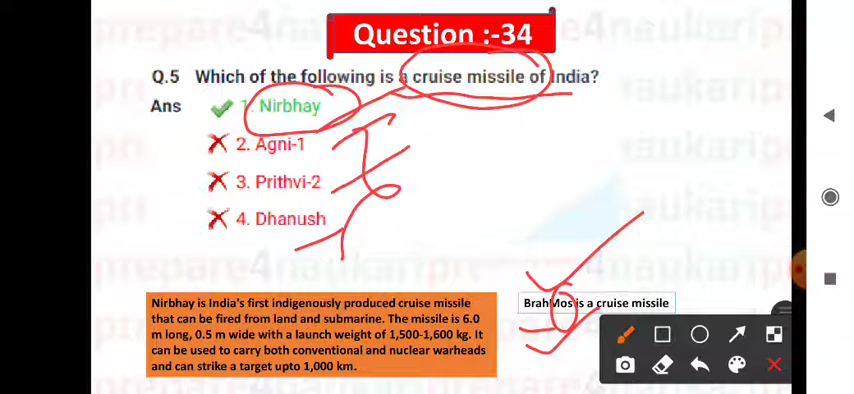 Question :-34
Q.5 Which of the following is a cruise missile of India?
Ans 1. Nirbhay
2. Agni-1
3. Prithvi-2
4. Dhanush
Nirbhay is India's first indigenously produced cruise missile
that can be fired from land and submarine. The missile is 6.0
m long, 0.5 m wide with a launch weight of 1,500-1,600 kg. It
can be used to carry both conventional and nuclear warheads
and can strike a target upto 1,000 km.
BrahMos is a cruise missile